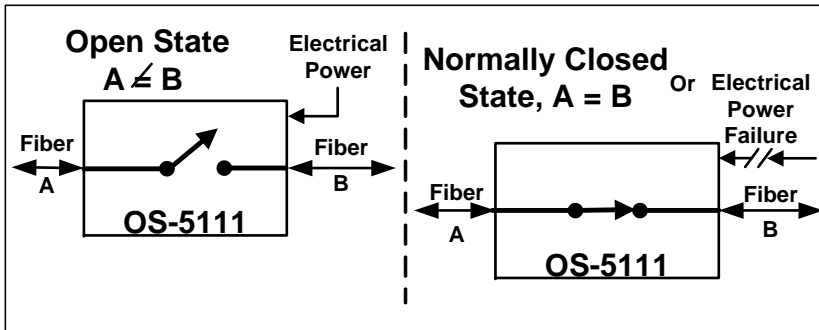 Open State
A ≠ B
Electrical
Power
Fiber
A
Fiber
B
OS-5111
Normally Closed
State, A = B
Or
Electrical
Power
Failure
Fiber
A
Fiber
B
OS-5111